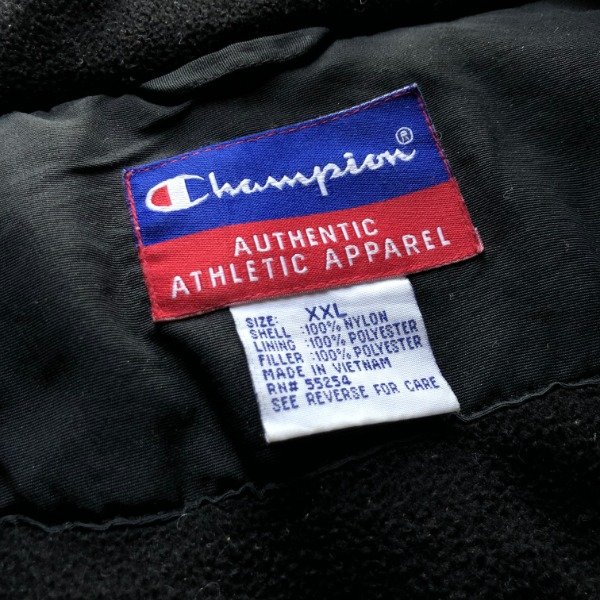 Champion®
AUTHENTIC
ATHLETIC APPAREL
SIZE: XXL
SHELL :100% NYLON
LINING :100% POLYESTER
FILLER :100% POLYESTER
MADE IN VIETNAM
RN# 55254
SEE REVERSE FOR CARE